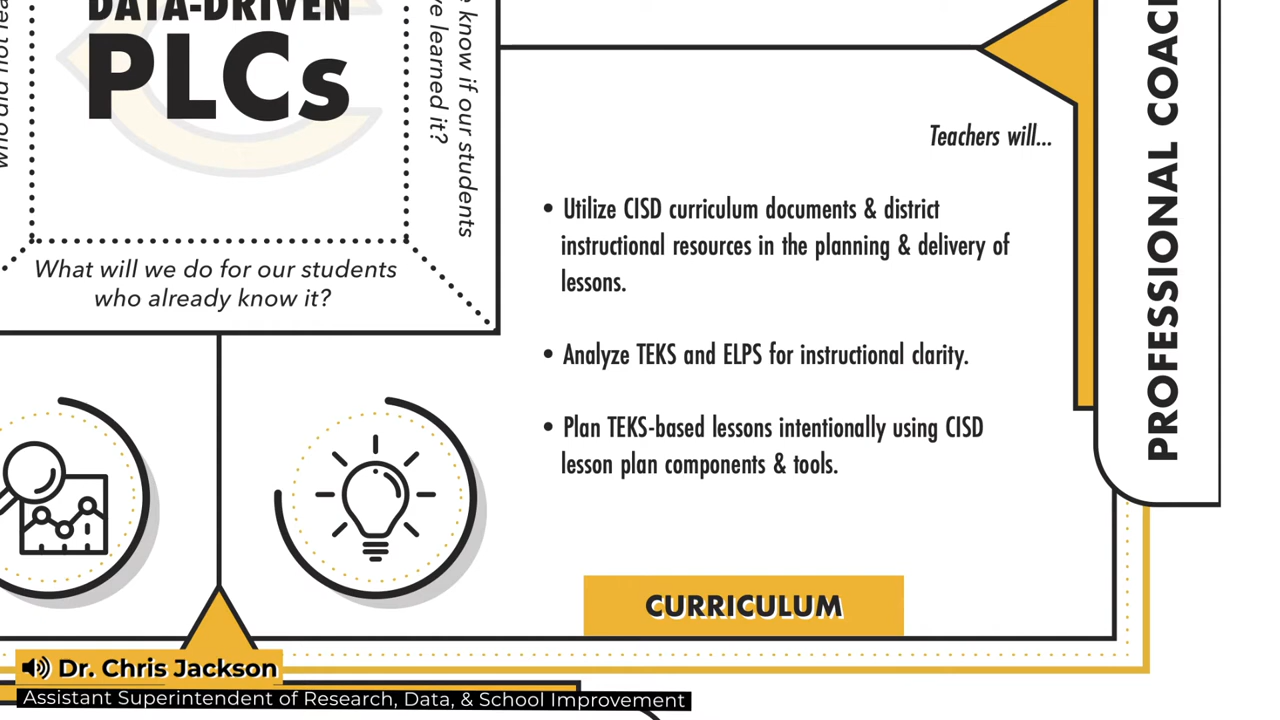 DATA-DRIVEN
PLCs
know if our students
learned it?
What will we do for our students
who already know it?
Teachers will...
• Utilize CISD curriculum documents & district
instructional resources in the planning & delivery of
lessons.
• Analyze TEKS and ELPS for instructional clarity.
• Plan TEKS-based lessons intentionally using CISD
lesson plan components & tools.
CURRICULUM
PROFESSIONAL
Dr. Chris Jackson
Assistant Superintendent of Research, Data, & School Improvement